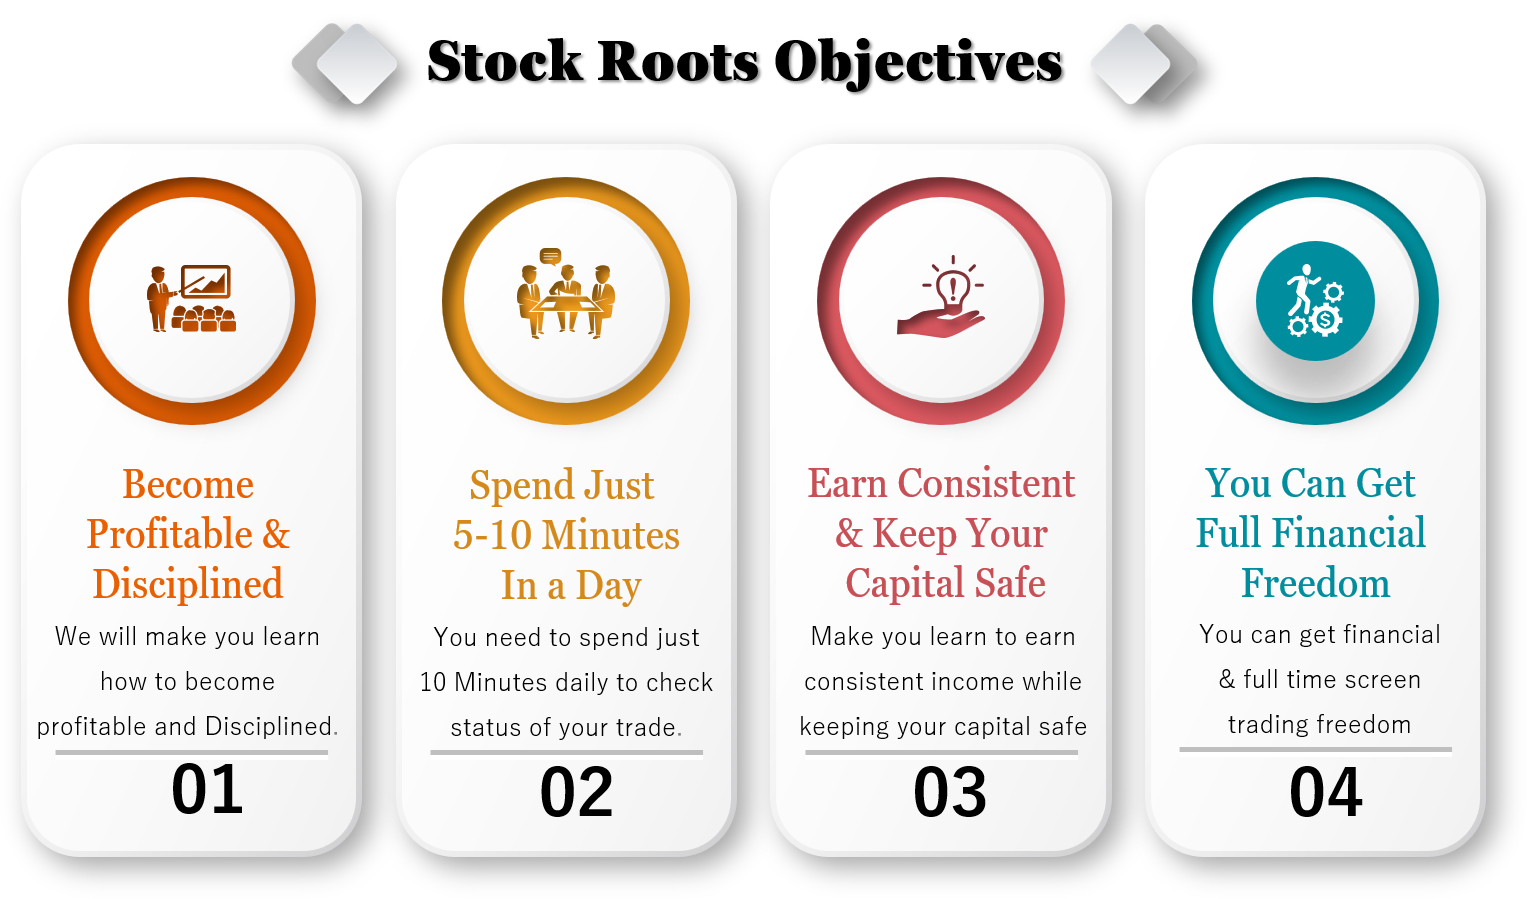 Stock Roots Objectives
Become
Profitable &
Disciplined
We will make you learn
how to become
profitable and Disciplined.
01
Spend Just
5-10 Minutes
In a Day
You need to spend just
10 Minutes daily to check
status of your trade.
02
Earn Consistent
& Keep Your
Capital Safe
Make you learn to earn
consistent income while
keeping your capital safe
03
You Can Get
Full Financial
Freedom
You can get financial
& full time screen
trading freedom
04